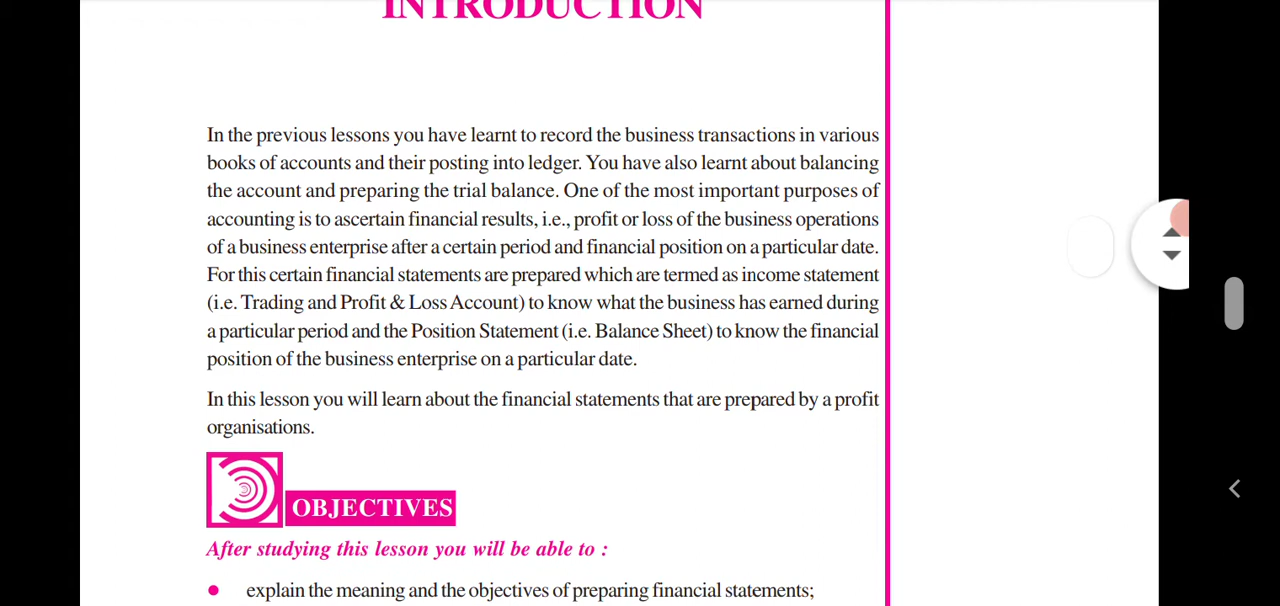 INTRODUCTION
In the previous lessons you have learnt to record the business transactions in various
books of accounts and their posting into ledger. You have also learnt about balancing
the account and preparing the trial balance. One of the most important purposes of
accounting is to ascertain financial results, i.e., profit or loss of the business operations
of a business enterprise after a certain period and financial position on a particular date.
For this certain financial statements are prepared which are termed as income statement
(i.e. Trading and Profit & Loss Account) to know what the business has earned during
a particular period and the Position Statement (i.e. Balance Sheet) to know the financial
position of the business enterprise on a particular date.
In this lesson you will learn about the financial statements that are prepared by a profit
organisations.
OBJECTIVES
After studying this lesson you will be able to :
● explain the meaning and the objectives of preparing financial statements;